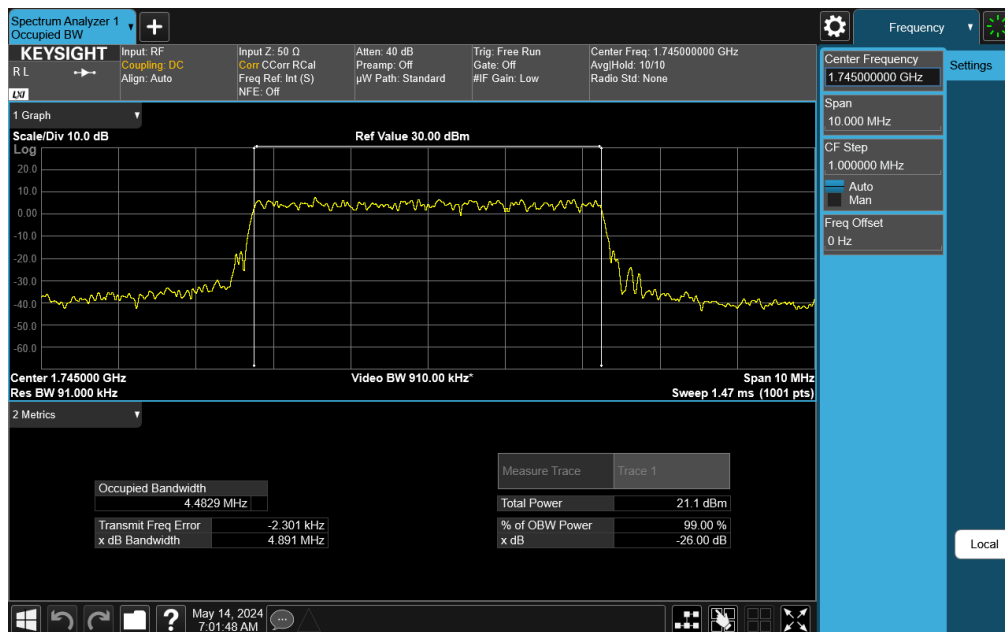 Spectrum Analyzer 1
Occupied BW
Frequency
KEYSIGHT
R L
LXI
Input: RF
Coupling: DC
Align: Auto
Input Z: 50 Ω
Corr CCorr RCal
Freq Ref: Int (S)
NFE: Off
Atten: 40 dB
Preamp: Off
µW Path: Standard
Trig: Free Run
Gate: Off
#IF Gain: Low
Center Freq: 1.745000000 GHz
Avg|Hold: 10/10
Radio Std: None
Center Frequency
1.745000000 GHz
Settings
Span
10.000 MHz
CF Step
1.000000 MHz
Auto
Man
Freq Offset
0 Hz
Local
1 Graph
Scale/Div 10.0 dB
Ref Value 30.00 dBm
Log
20.0
10.0
0.00
-10.0
-20.0
-30.0
-40.0
-50.0
-60.0
Center 1.745000 GHz
Video BW 910.00 kHz*
Span 10 MHz
Res BW 91.000 kHz
Sweep 1.47 ms (1001 pts)
2 Metrics
Measure Trace
Trace 1
Occupied Bandwidth
4.4829 MHz
Total Power
21.1 dBm
Transmit Freq Error
-2.301 kHz
% of OBW Power
99.00 %
x dB Bandwidth
4.891 MHz
x dB
-26.00 dB
May 14, 2024
7:01:48 AM